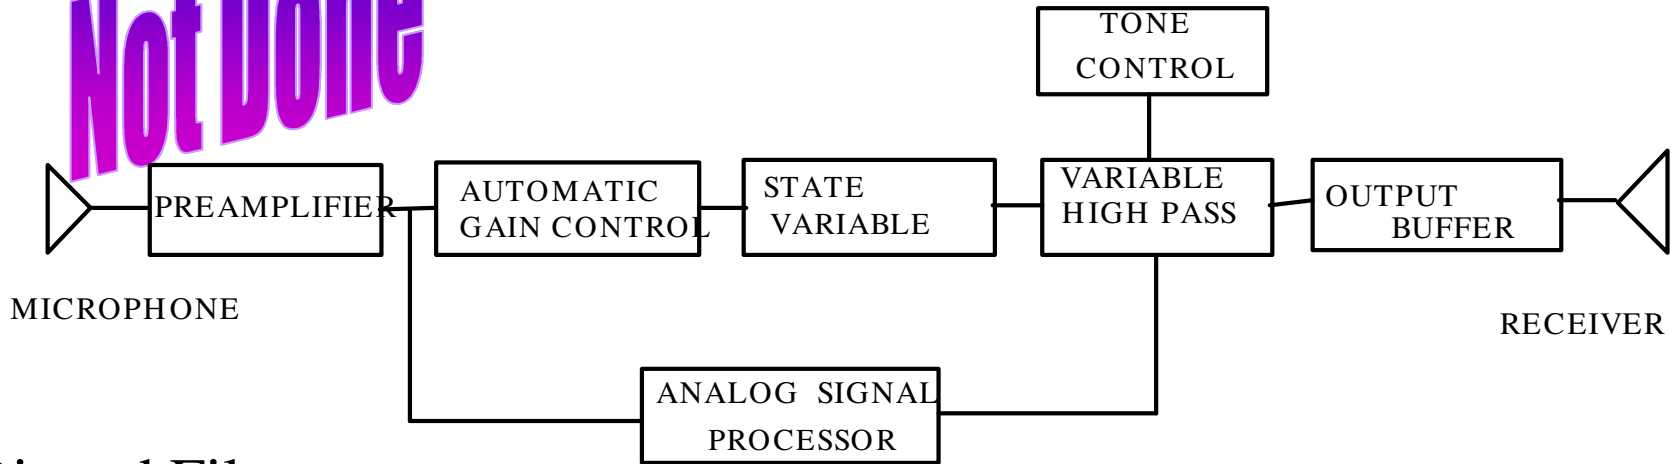 Not Done
TONE
CONTROL
PREAMPLIFIER
AUTOMATIC
GAIN CONTROL
STATE
VARIABLE
VARIABLE
HIGH PASS
OUTPUT
BUFFER
MICROPHONE
RECEIVER
ANALOG SIGNAL
PROCESSOR